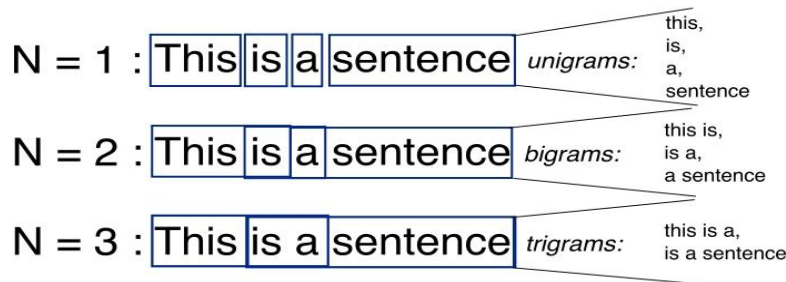 N = 1 : This is a sentence unigrams:
this,
is,
a,
sentence
N = 2 : This is a sentence bigrams:
this is,
is a,
a sentence
N = 3 : This is a sentence trigrams:
this is a,
is a sentence